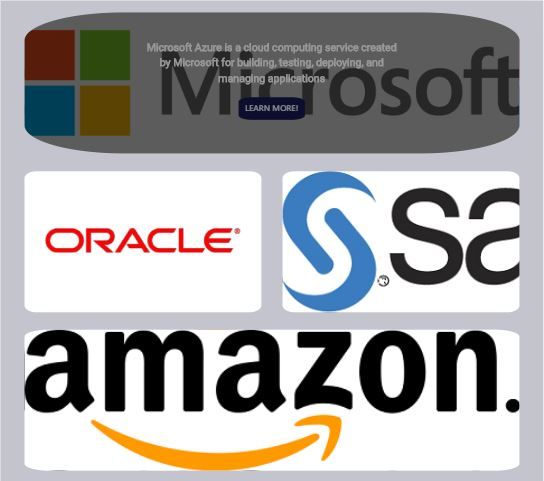 Microsoft
Microsoft Azure is a cloud computing service created
by Microsoft for building, testing, deploying, and
managing applications
LEARN MORE!
ORACLE®
sa
amazon.